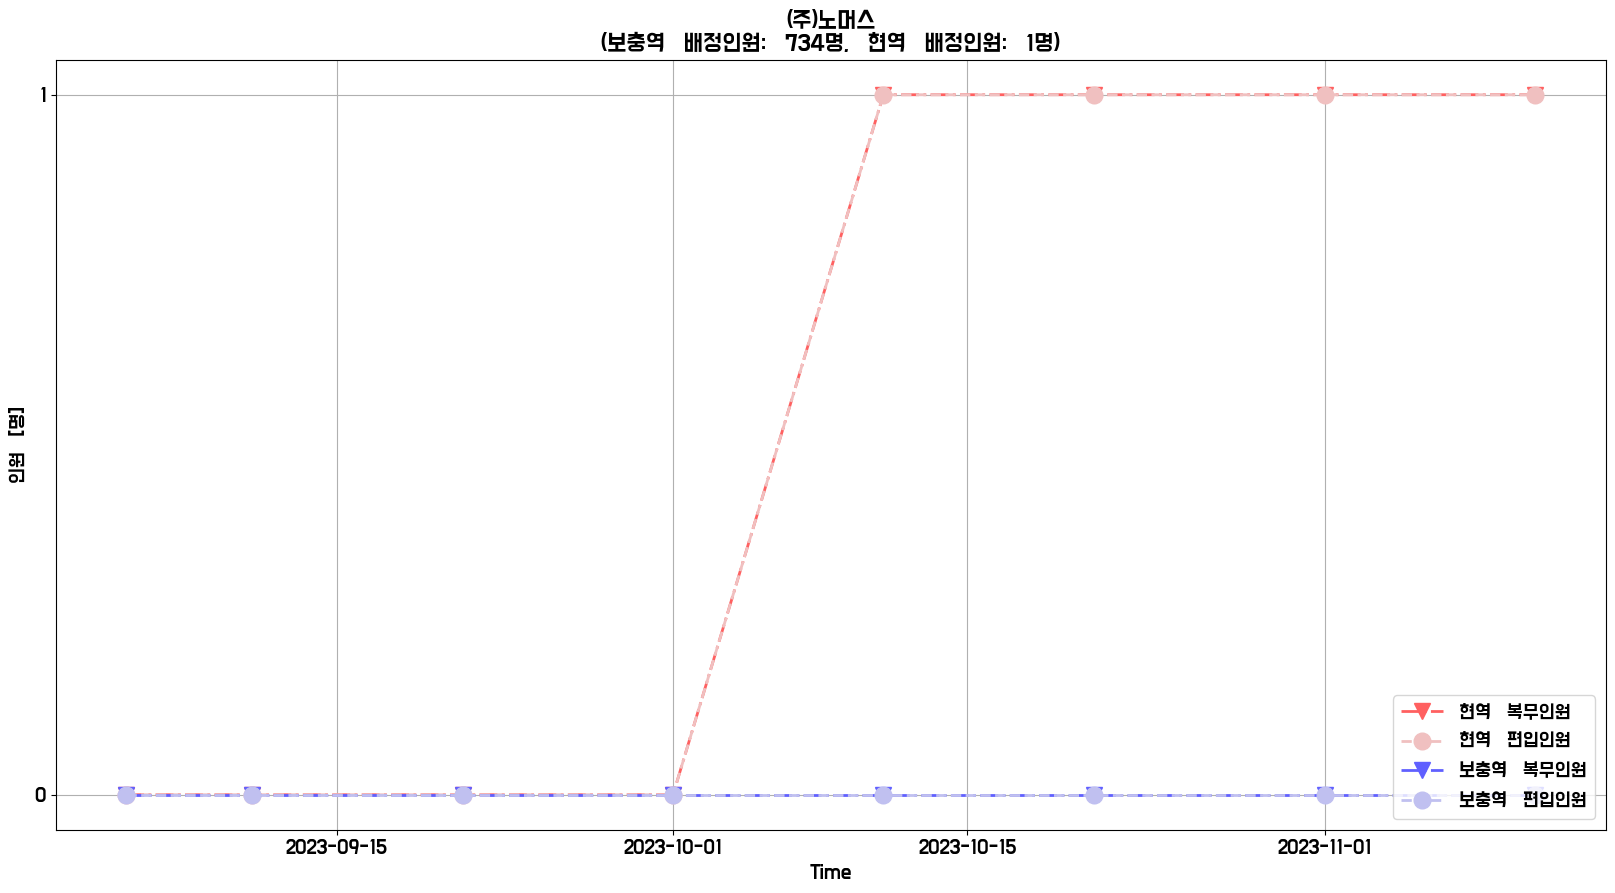 (주)노머스
(보충역 배정인원: 734명, 현역 배정인원: 1명)
인원 [명]
1
0
2023-09-15
2023-10-01
2023-10-15
2023-11-01
Time
현역 복무인원
현역 편입인원
보충역 복무인원
보충역 편입인원